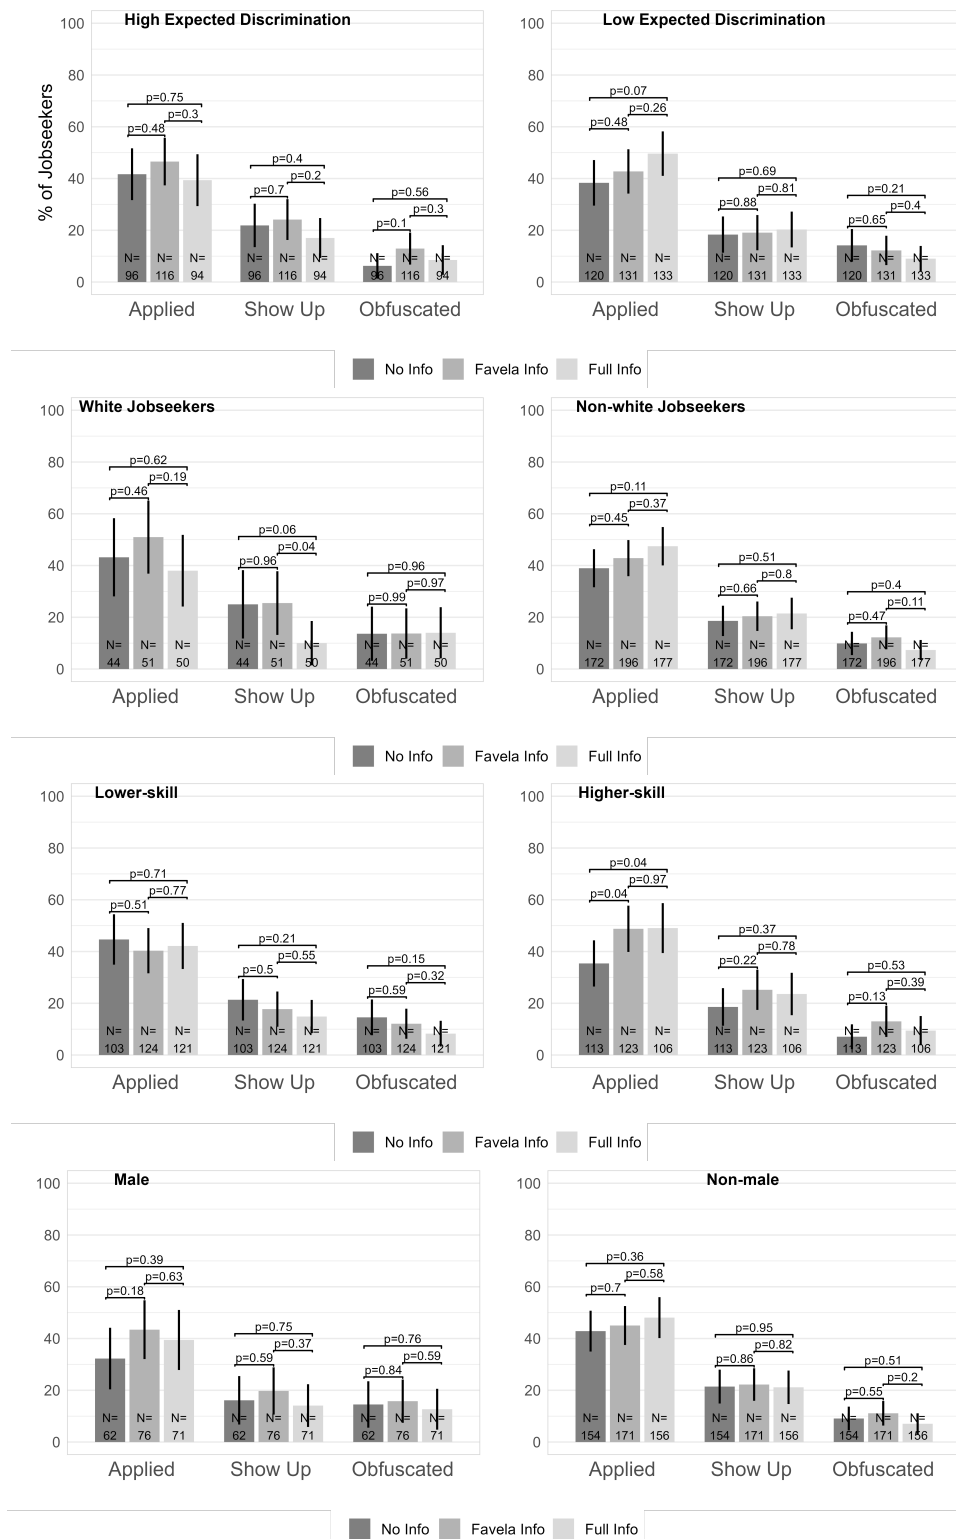 High Expected Discrimination
Low Expected Discrimination
% of Jobseekers
100
80
60
40
20
0
p=0.75
p=0.3
p=0.48
p=0.4
p=0.2
p=0.7
p=0.56
p=0.3
p=0.1
N= N= N= N= N= N= N= N= N=
96 116 94 96 116 94 96 116 94
Applied Show Up Obfuscated
100
80
60
40
20
0
p=0.07
p=0.26
p=0.48
p=0.69
p=0.81
p=0.88
p=0.21
p=0.4
p=0.65
N= N= N= N= N= N= N= N= N=
120 131 133 120 131 133 120 131 133
Applied Show Up Obfuscated
No Info Favela Info Full Info
White Jobseekers
Non-white Jobseekers
100
80
60
40
20
0
p=0.62
p=0.19
p=0.46
p=0.06
p=0.04
p=0.96
p=0.96
p=0.97
p=0.99
N= N= N= N= N= N= N= N= N=
44 51 50 44 51 50 44 51 50
Applied Show Up Obfuscated
100
80
60
40
20
0
p=0.11
p=0.37
p=0.45
p=0.51
p=0.8
p=0.66
p=0.4
p=0.11
p=0.47
N= N= N= N= N= N= N= N= N=
172 196 177 172 196 177 172 196 177
Applied Show Up Obfuscated
No Info Favela Info Full Info
Lower-skill
Higher-skill
100
80
60
40
20
0
p=0.71
p=0.77
p=0.51
p=0.21
p=0.55
p=0.5
p=0.15
p=0.32
p=0.59
N= N= N= N= N= N= N= N= N=
103 124 121 103 124 121 103 124 121
Applied Show Up Obfuscated
100
80
60
40
20
0
p=0.04
p=0.97
p=0.04
p=0.37
p=0.78
p=0.22
p=0.53
p=0.39
p=0.13
N= N= N= N= N= N= N= N= N=
113 123 106 113 123 106 113 123 106
Applied Show Up Obfuscated
No Info Favela Info Full Info
Male
Non-male
100
80
60
40
20
0
p=0.39
p=0.63
p=0.18
p=0.75
p=0.37
p=0.59
p=0.76
p=0.59
p=0.84
N= N= N= N= N= N= N= N= N=
62 76 71 62 76 71 62 76 71
Applied Show Up Obfuscated
100
80
60
40
20
0
p=0.36
p=0.58
p=0.7
p=0.95
p=0.82
p=0.86
p=0.51
p=0.2
p=0.55
N= N= N= N= N= N= N= N= N=
154 171 156 154 171 156 154 171 156
Applied Show Up Obfuscated
No Info Favela Info Full Info